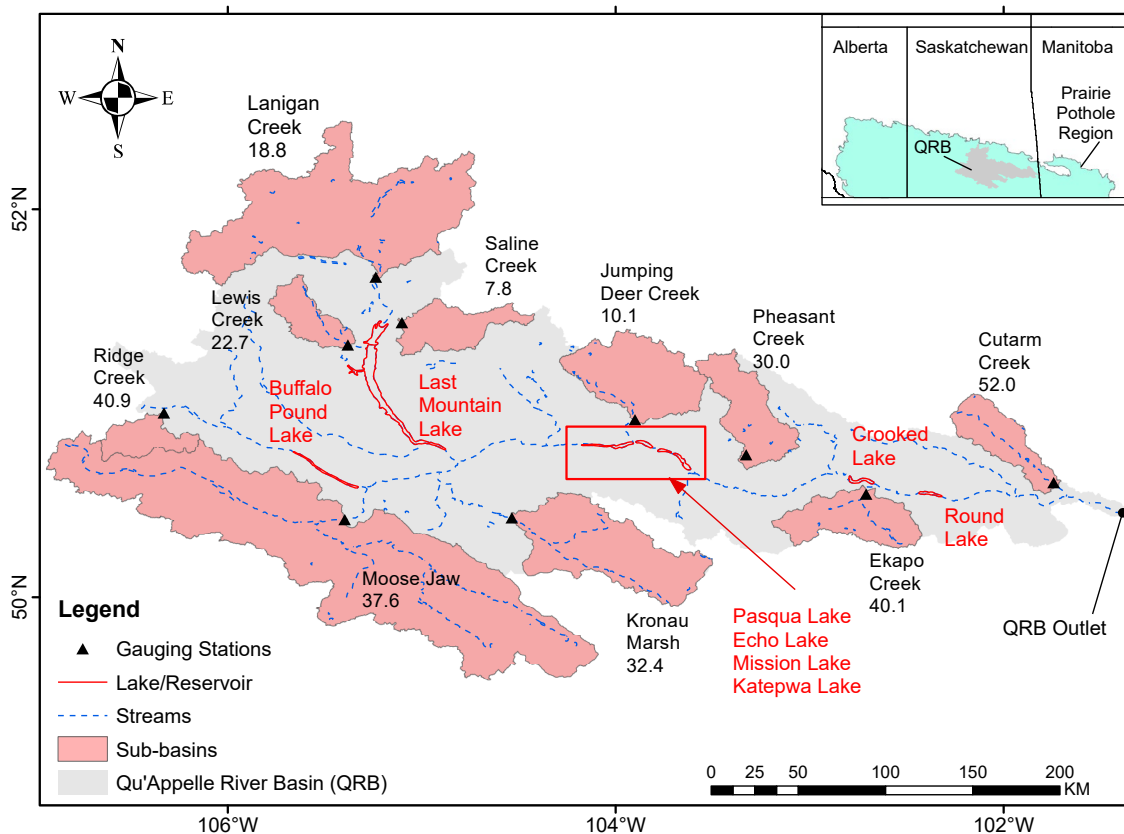 N
W
E
S
Alberta
Saskatchewan
Manitoba
Prairie
Pothole
Region
QRB
52°N
50°N
Lanigan
Creek
18.8
Saline
Creek
7.8
Jumping
Deer Creek
10.1
Lewis
Creek
22.7
Pheasant
Creek
30.0
Cutarm
Creek
52.0
Ridge
Creek
40.9
Buffalo
Pound
Lake
Last
Mountain
Lake
Crooked
Lake
Round
Lake
Ekapo
Creek
40.1
Moose Jaw
37.6
Kronau
Marsh
32.4
Pasqua Lake
Echo Lake
Mission Lake
Katepwa Lake
QRB Outlet
Legend
Gauging Stations
Lake/Reservoir
Streams
Sub-basins
Qu'Appelle River Basin (QRB)
0 25 50 100 150 200
KM
106°W
104°W
102°W